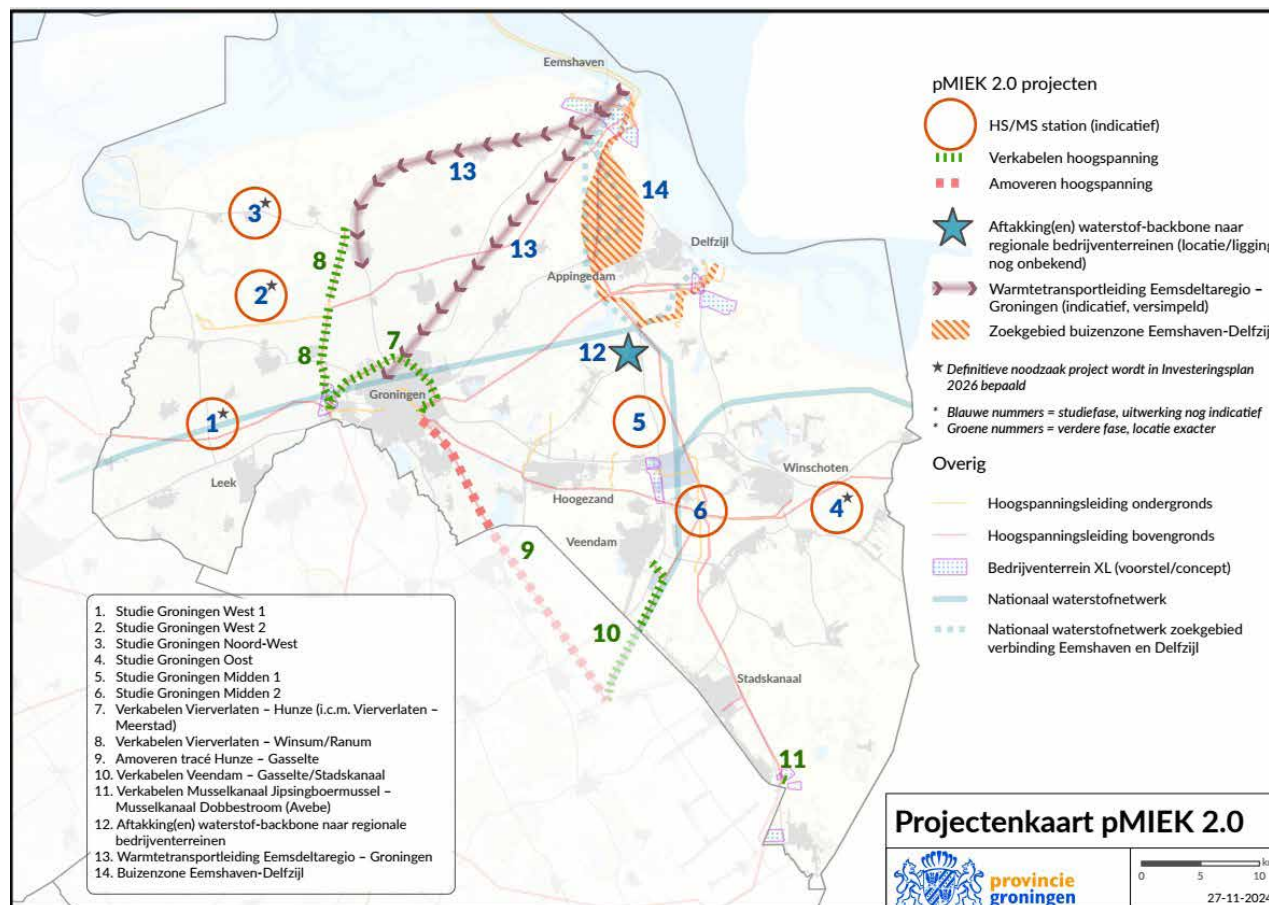 Eemshaven
13
3★
8
13
14
Delfzijl
Appingedam
2★
8
7
12
Groningen
1★
5
Leek
Hoogezand
Winschoten
4★
6
Veendam
9
10
Stadskanaal
11
pMIEK 2.0 projecten
HS/MS station (indicatief)
Verkabelen hoogspanning
Amoveren hoogspanning
Aftakking(en) waterstof-backbone naar
regionale bedrijventerreinen (locatie/ligging
nog onbekend)
Warmtetransportleiding Eemsdeltaregio –
Groningen (indicatief, versimpeld)
Zoekgebied buizenzone Eemshaven-Delfzij
★ Definitieve noodzaak project wordt in Investeringsplan
2026 bepaald
* Blauwe nummers = studiefase, uitwerking nog indicatief
* Groene nummers = verdere fase, locatie exacter
Overig
Hoogspanningsleiding ondergronds
Hoogspanningsleiding bovengronds
Bedrijventerrein XL (voorstel/concept)
Nationaal waterstofnetwerk
Nationaal waterstofnetwerk zoekgebied
verbinding Eemshaven en Delfzijl
1. Studie Groningen West 1
2. Studie Groningen West 2
3. Studie Groningen Noord-West
4. Studie Groningen Oost
5. Studie Groningen Midden 1
6. Studie Groningen Midden 2
7. Verkabelen Vierverlaten – Hunze (i.c.m. Vierverlaten –
Meerstad)
8. Verkabelen Vierverlaten – Winsum/Ranum
9. Amoveren tracé Hunze – Gasselte
10. Verkabelen Veendam – Gasselte/Stadskanaal
11. Verkabelen Musselkanaal Jipsingboermussel –
Musselkanaal Dobbestroom (Avebe)
12. Aftakking(en) waterstof-backbone naar regionale
bedrijventerreinen
13. Warmtetransportleiding Eemsdeltaregio – Groningen
14. Buizenzone Eemshaven-Delfzijl
Projectenkaart pMIEK 2.0
provincie
groningen
0 5 10 k
27-11-2024